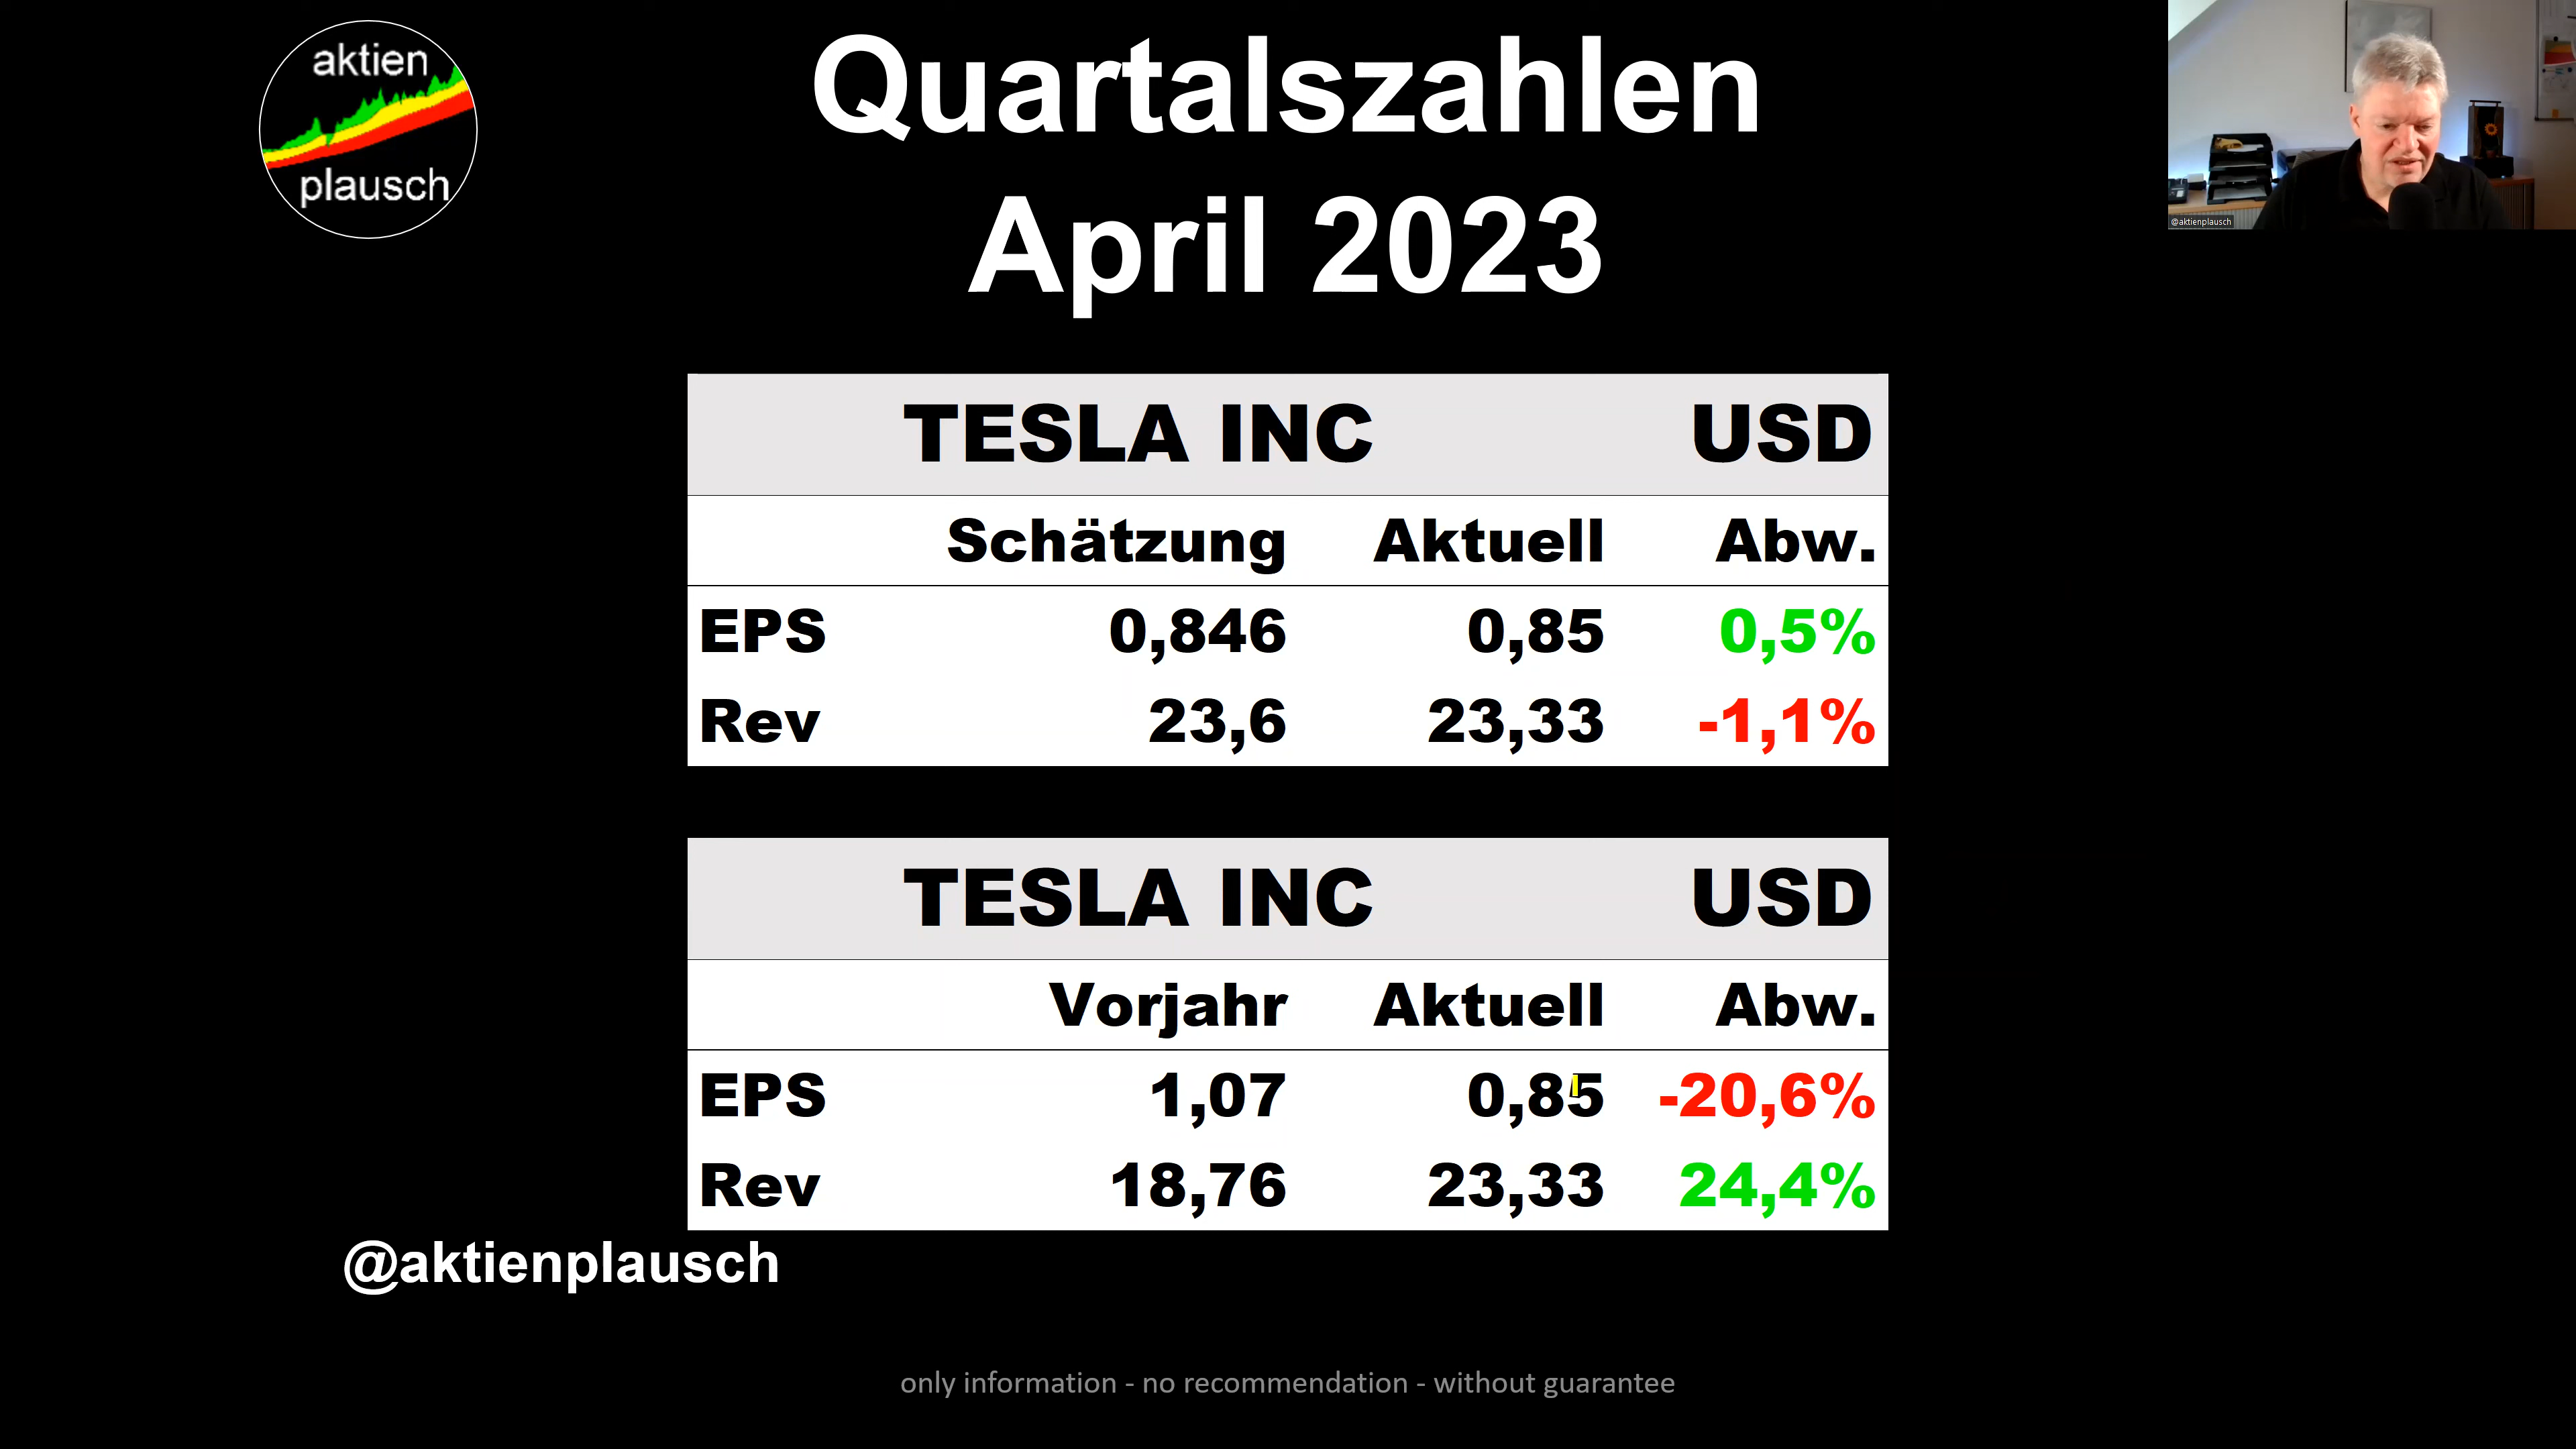 aktien
plausch
Quartalszahlen
April 2023
@aktienplausch
TESLA INC USD
Schätzung Aktuell Abw.
EPS 0,846 0,85 0,5%
Rev 23,6 23,33 -1,1%
TESLA INC USD
Vorjahr Aktuell Abw.
EPS 1,07 0,85 -20,6%
Rev 18,76 23,33 24,4%
@aktienplausch
only information - no recommendation - without guarantee